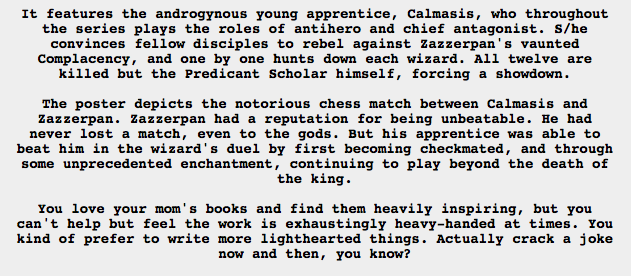 It features the androgynous young apprentice, Calmasis, who throughout
the series plays the roles of antihero and chief antagonist. S/he
convinces fellow disciples to rebel against Zazzerpan's vaunted
Complacency, and one by one hunts down each wizard. All twelve are
killed but the Predicant Scholar himself, forcing a showdown.

The poster depicts the notorious chess match between Calmasis and
Zazzerpan. Zazzerpan had a reputation for being unbeatable. He had
never lost a match, even to the gods. But his apprentice was able to
beat him in the wizard's duel by first becoming checkmated, and through
some unprecedented enchantment, continuing to play beyond the death of
the king.

You love your mom's books and find them heavily inspiring, but you
can't help but feel the work is exhaustingly heavy-handed at times. You
kind of prefer to write more lighthearted things. Actually crack a joke
now and then, you know?